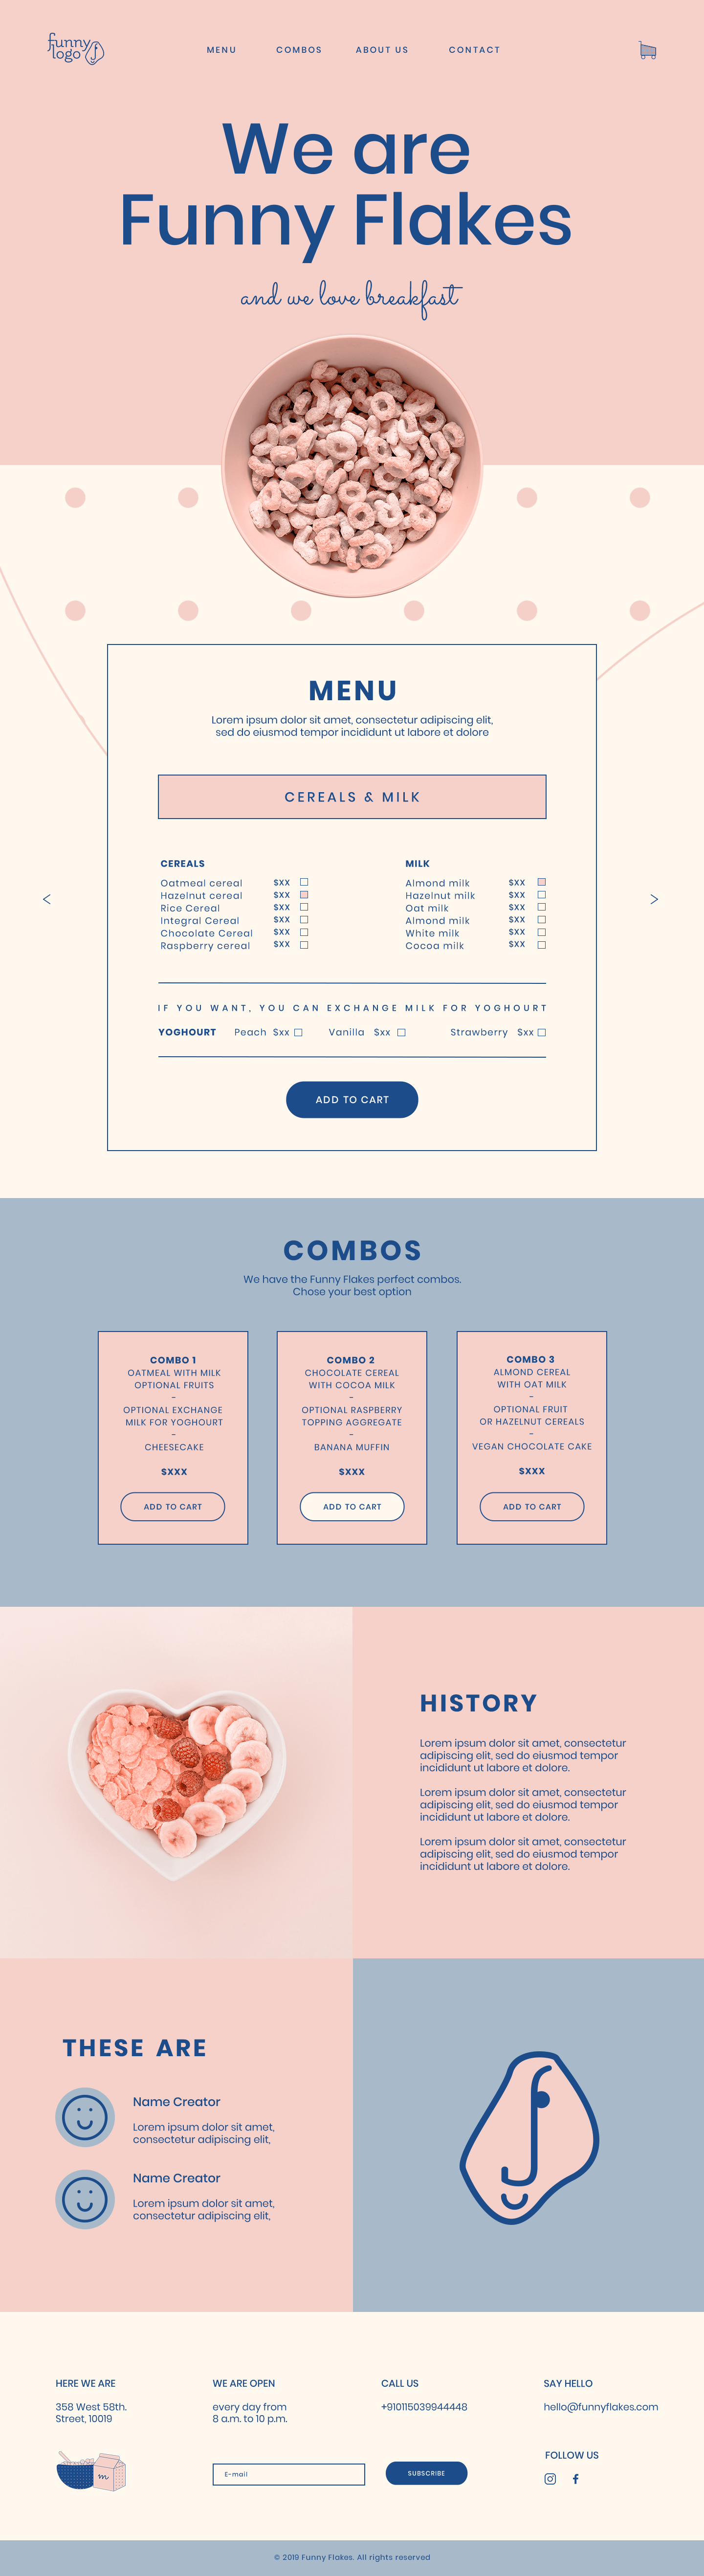 funny
logo
MENU COMBOS ABOUT US CONTACT
We are
Funny Flakes
and we love breakfast
MENU
Lorem ipsum dolor sit amet, consectetur adipiscing elit,
sed do eiusmod tempor incididunt ut labore et dolore
CEREALS & MILK
CEREALS
Oatmeal cereal $XX
Hazelnut cereal $XX
Rice Cereal $XX
Integral Cereal $XX
Chocolate Cereal $XX
Raspberry cereal $XX
MILK
Almond milk $XX
Hazelnut milk $XX
Oat milk $XX
Almond milk $XX
White milk $XX
Cocoa milk $XX
IF YOU WANT, YOU CAN EXCHANGE MILK FOR YOGHOURT
YOGHOURT Peach $xx Vanilla $xx Strawberry $xx
ADD TO CART
<
>
COMBOS
We have the Funny Flakes perfect combos.
Chose your best option
COMBO 1
OATMEAL WITH MILK
OPTIONAL FRUITS
-
OPTIONAL EXCHANGE
MILK FOR YOGHOURT
-
CHEESECAKE
$XXX
ADD TO CART
COMBO 2
CHOCOLATE CEREAL
WITH COCOA MILK
-
OPTIONAL RASPBERRY
TOPPING AGGREGATE
-
BANANA MUFFIN
$XXX
ADD TO CART
COMBO 3
ALMOND CEREAL
WITH OAT MILK
-
OPTIONAL FRUIT
OR HAZELNUT CEREALS
-
VEGAN CHOCOLATE CAKE
$XXX
ADD TO CART
HISTORY
Lorem ipsum dolor sit amet, consectetur
adipiscing elit, sed do eiusmod tempor
incididunt ut labore et dolore.
Lorem ipsum dolor sit amet, consectetur
adipiscing elit, sed do eiusmod tempor
incididunt ut labore et dolore.
Lorem ipsum dolor sit amet, consectetur
adipiscing elit, sed do eiusmod tempor
incididunt ut labore et dolore.
THESE ARE
Name Creator
Lorem ipsum dolor sit amet,
consectetur adipiscing elit,
Name Creator
Lorem ipsum dolor sit amet,
consectetur adipiscing elit,
HERE WE ARE
358 West 58th.
Street, 10019
WE ARE OPEN
every day from
8 a.m. to 10 p.m.
CALL US
+910115039944448
SAY HELLO
hello@funnyflakes.com
m
E-mail
SUBSCRIBE
FOLLOW US
© 2019 Funny Flakes. All rights reserved